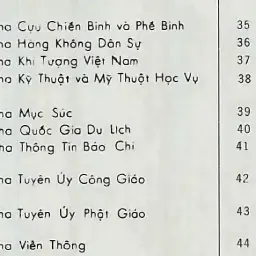 na Cựu Chiến Binh và Phế Binh 35
na Hàng Không Dân Sự 36
na Khí Tượng Việt Nam 37
na Kỹ Thuật và Mỹ Thuật Học Vụ 38
na Mục Súc 39
na Quốc Gia Du Lịch 40
na Thông Tin Báo Chí 41
na Tuyên Úy Công Giáo 42
na Tuyên Úy Phật Giáo 43
na Viễn Thông 44